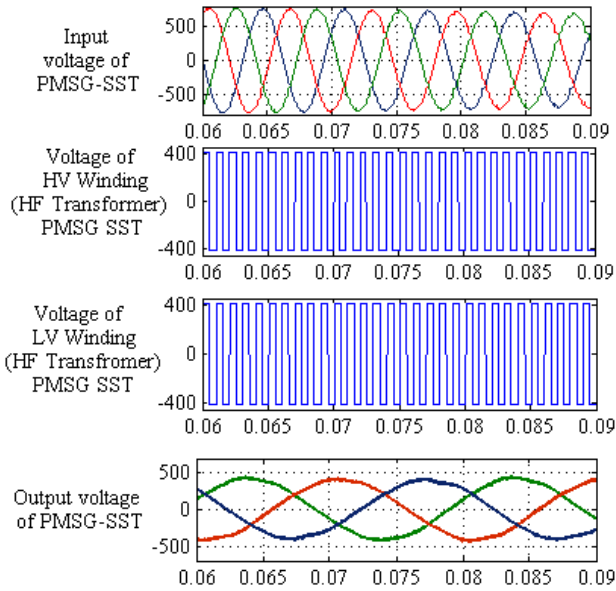 Input
voltage of
PMSG-SST
500
0
-500
0.06 0.065 0.07 0.075 0.08 0.085 0.09
Voltage of
HV Winding
(HF Transformer)
PMSG SST
400
0
-400
0.06 0.065 0.07 0.075 0.08 0.085 0.09
Voltage of
LV Winding
(HF Transfromer)
PMSG SST
400
0
-400
0.06 0.065 0.07 0.075 0.08 0.085 0.09
Output voltage
of PMSG-SST
500
0
-500
0.06 0.065 0.07 0.075 0.08 0.085 0.09